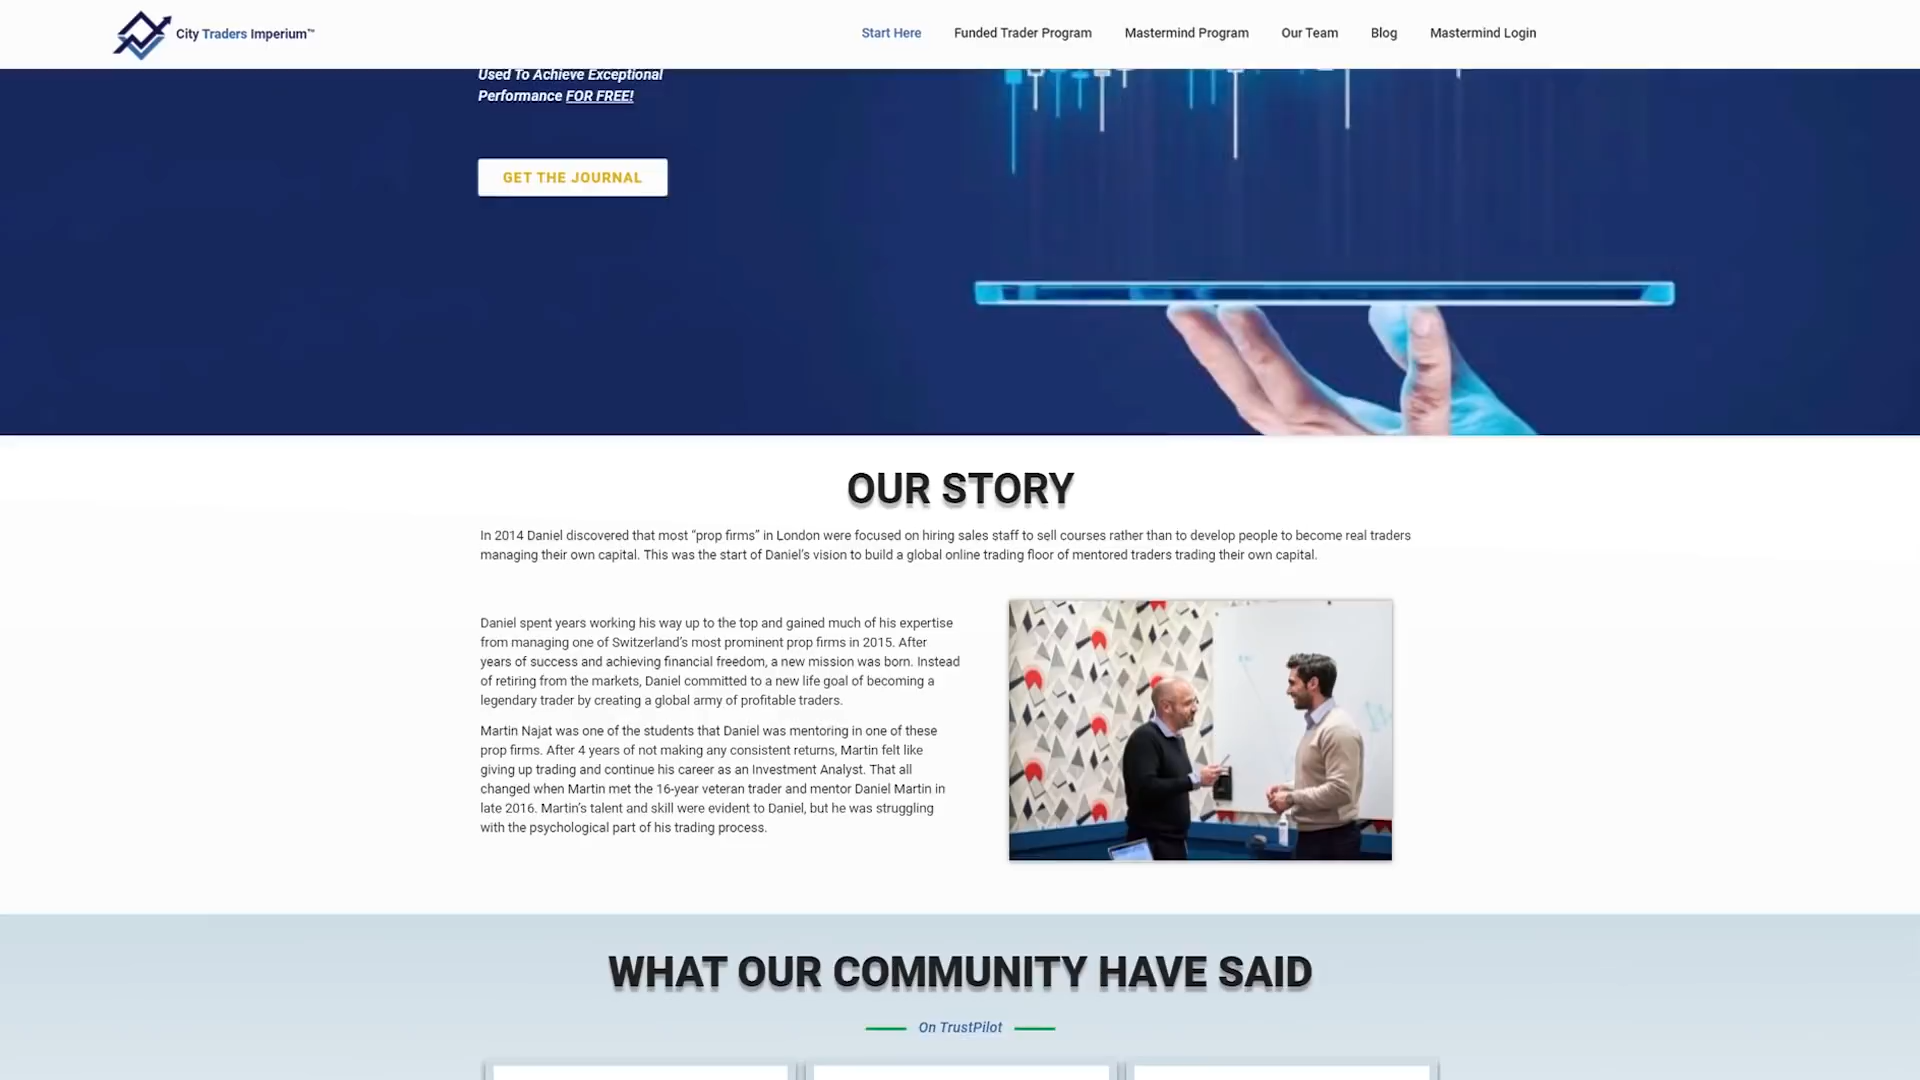 City Traders Imperium™
Start Here
Funded Trader Program
Mastermind Program
Our Team
Blog
Mastermind Login
Used To Achieve Exceptional
Performance FOR FREE!
GET THE JOURNAL
OUR STORY
In 2014 Daniel discovered that most “prop firms” in London were focused on hiring sales staff to sell courses rather than to develop people to become real traders
managing their own capital. This was the start of Daniel’s vision to build a global online trading floor of mentored traders trading their own capital.
Daniel spent years working his way up to the top and gained much of his expertise
from managing one of Switzerland’s most prominent prop firms in 2015. After
years of success and achieving financial freedom, a new mission was born. Instead
of retiring from the markets, Daniel committed to a new life goal of becoming a
legendary trader by creating a global army of profitable traders.
Martin Najat was one of the students that Daniel was mentoring in one of these
prop firms. After 4 years of not making any consistent returns, Martin felt like
giving up trading and continue his career as an Investment Analyst. That all
changed when Martin met the 16-year veteran trader and mentor Daniel Martin in
late 2016. Martin’s talent and skill were evident to Daniel, but he was struggling
with the psychological part of his trading process.
WHAT OUR COMMUNITY HAVE SAID
On TrustPilot